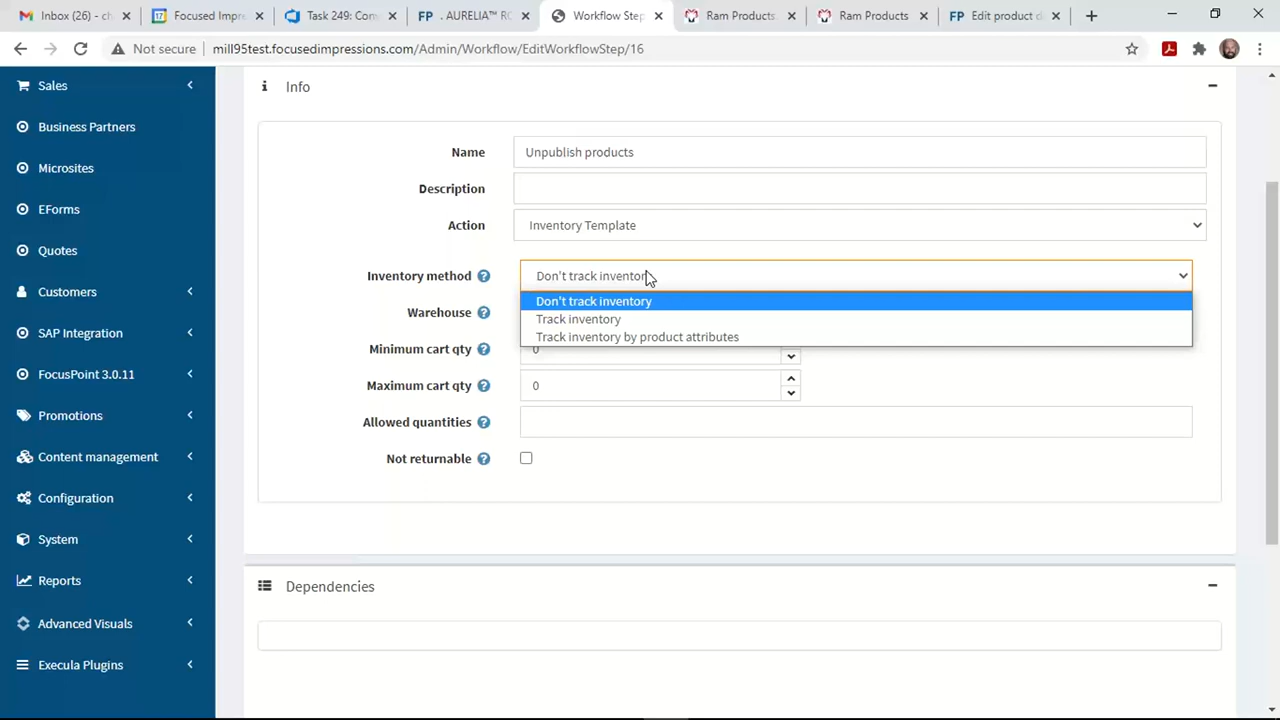 Inbox (26) - ch
Focused Impre
Task 249: Com
FP . AURELIA™ RO
Workflow Step
Ram Products
Ram Products
FP Edit product d
Not secure mill95test.focusedimpressions.com/Admin/Workflow/EditWorkflowStep/16
Sales
Business Partners
Microsites
EForms
Quotes
Customers
SAP Integration
FocusPoint 3.0.11
Promotions
Content management
Configuration
System
Reports
Advanced Visuals
Execula Plugins
Info
Name Unpublish products
Description
Action Inventory Template
Inventory method Don't track inventory
Don't track inventory
Track inventory
Track inventory by product attributes
Warehouse
Minimum cart qty 0
Maximum cart qty 0
Allowed quantities
Not returnable
Dependencies